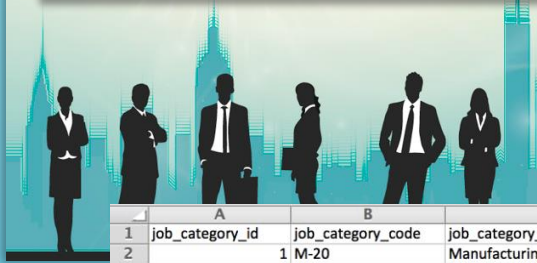 A B
1 job_category_id job_category_code job_category_
2 1 M-20 Manufacturin